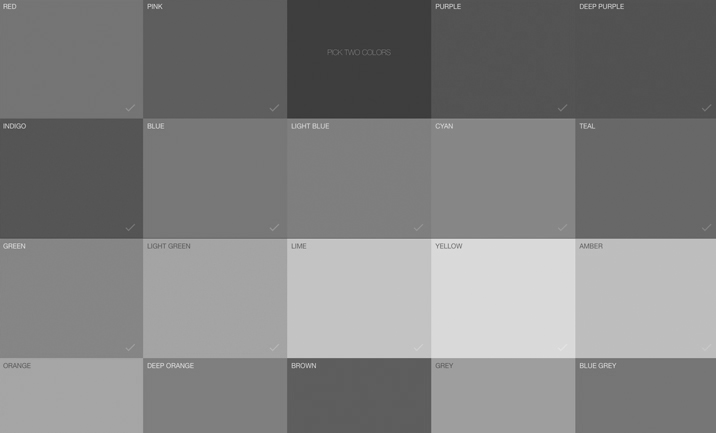 RED
PINK
PICK TWO COLORS
PURPLE
DEEP PURPLE
INDIGO
BLUE
LIGHT BLUE
CYAN
TEAL
GREEN
LIGHT GREEN
LIME
YELLOW
AMBER
ORANGE
DEEP ORANGE
BROWN
GREY
BLUE GREY